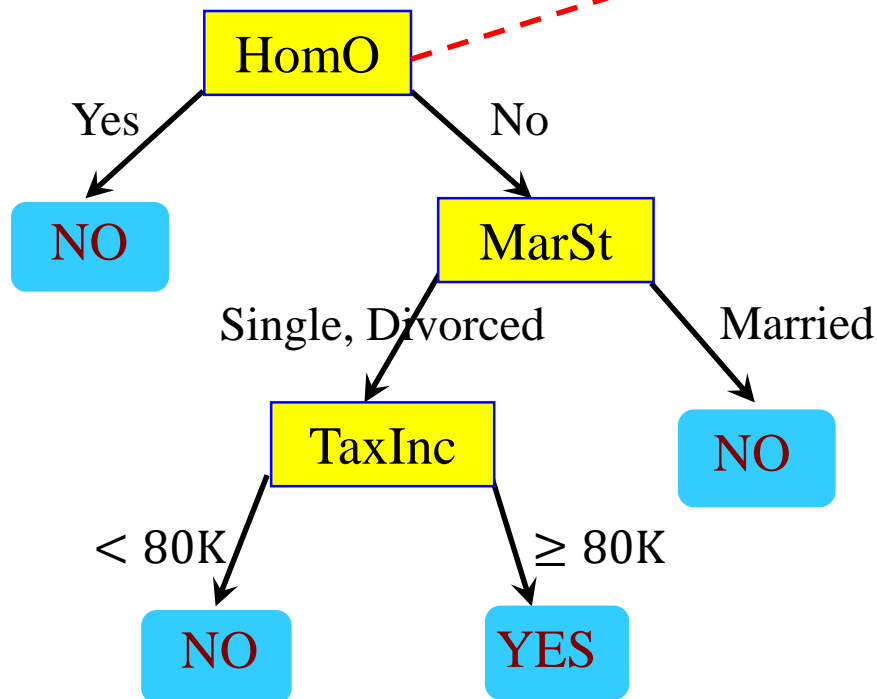 HomO
Yes
No
NO
MarSt
Single, Divorced
Married
TaxInc
NO
< 80K
≥ 80K
NO
YES